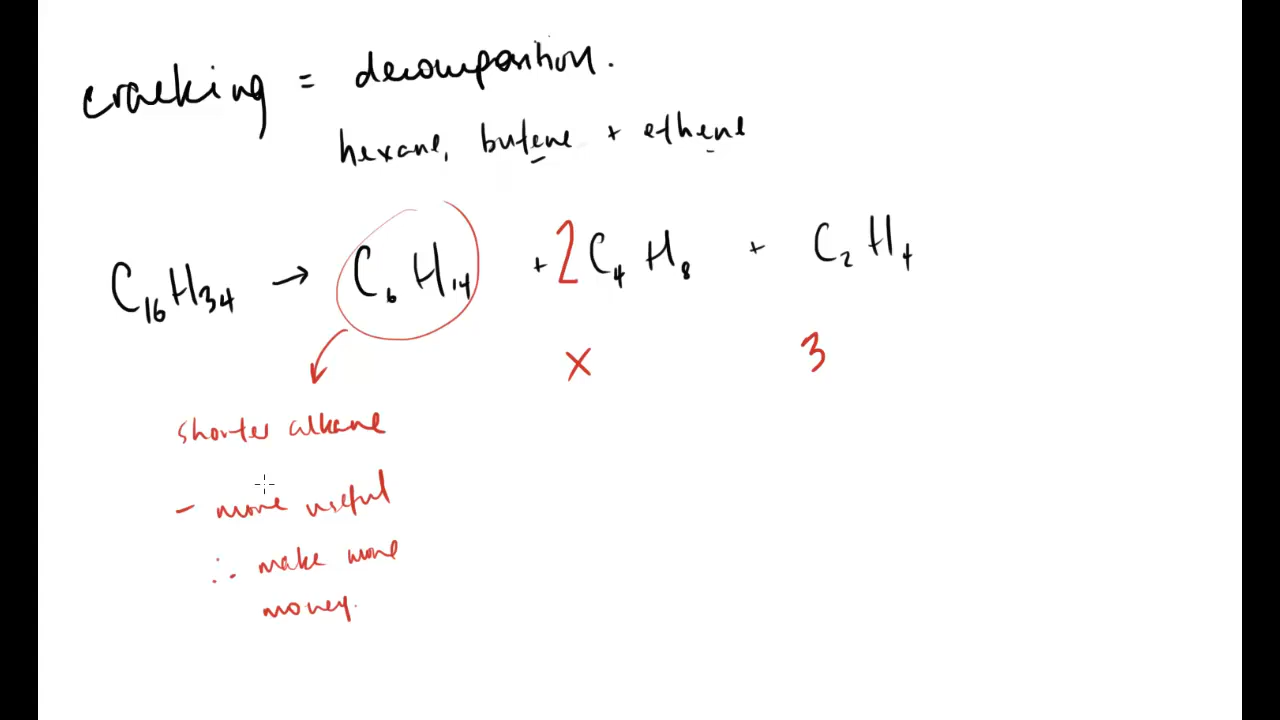 cracking = decomposition.
hexane, butene + ethene
C₁₆H₃₄ → C₆H₁₄ + 2C₄H₈ + C₂H₄
x 3
shorter alkane
- more useful
∴ make more
money.